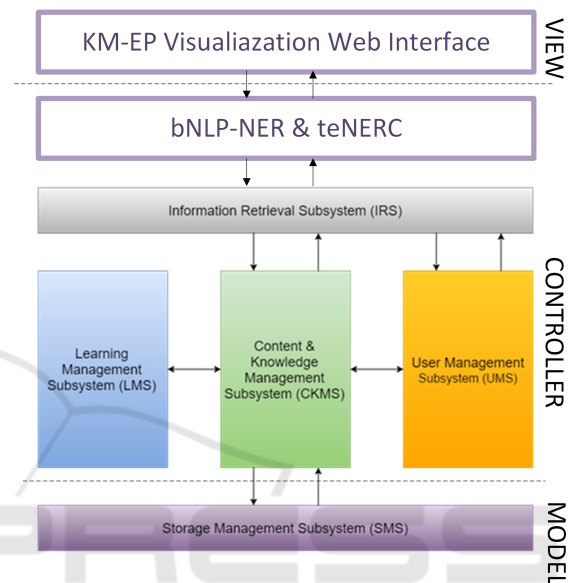 KM-EP Visualiazation Web Interface
VIEW
bNLP-NER & teNERC
Information Retrieval Subsystem (IRS)
CONTROLLER
Learning
Management
Subsystem (LMS)
Content &
Knowledge
Management
Subsystem (CKMS)
User Management
Subsystem (UMS)
MODEL
Storage Management Subsystem (SMS)
PRESS